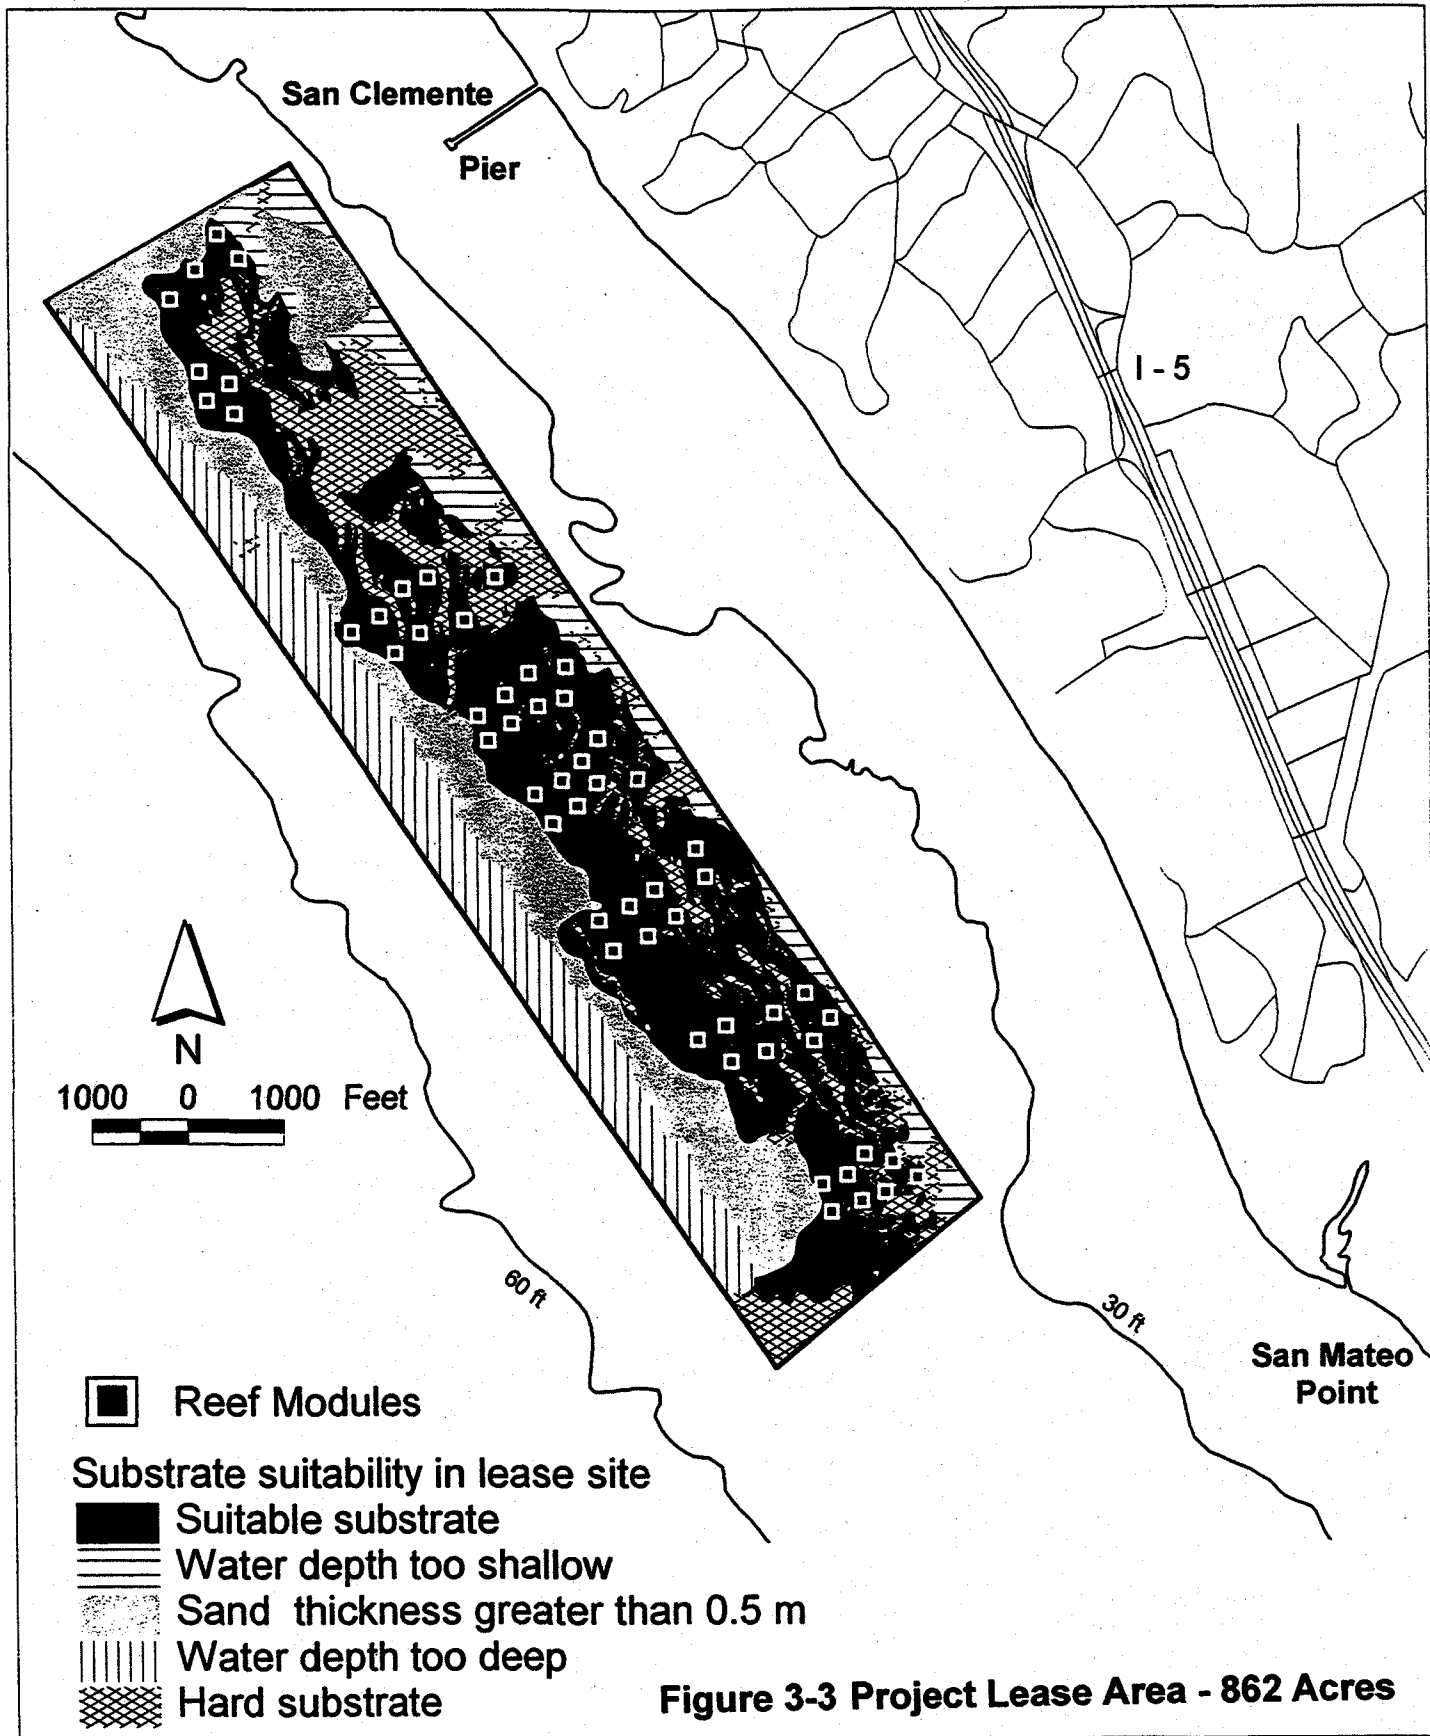 San Clemente
Pier
I - 5
N
1000 0 1000 Feet
60 ft
30 ft
San Mateo
Point
Reef Modules
Substrate suitability in lease site
Suitable substrate
Water depth too shallow
Sand thickness greater than 0.5 m
Water depth too deep
Hard substrate
Figure 3-3 Project Lease Area - 862 Acres